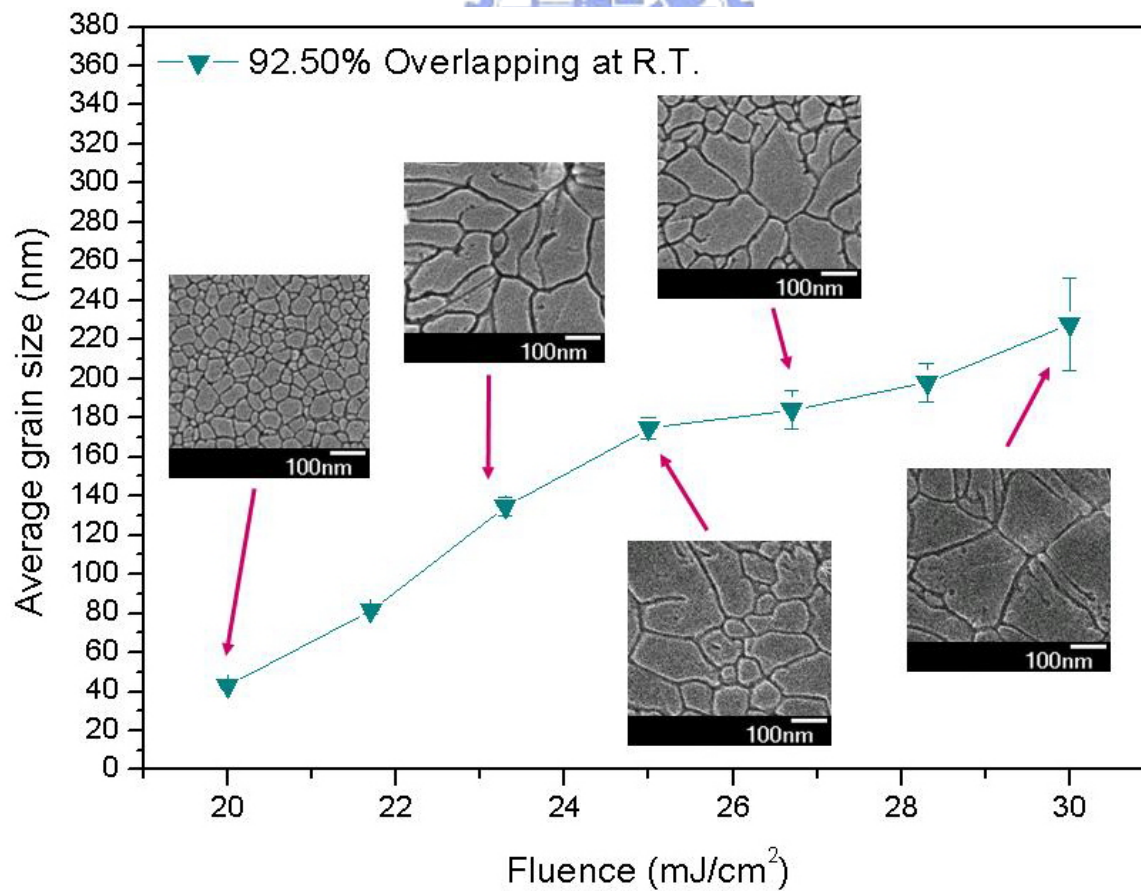 92.50% Overlapping at R.T.
Average grain size (nm)
380
360
340
320
300
280
260
240
220
200
180
160
140
120
100
80
60
40
20
0
100nm
100nm
100nm
100nm
100nm
20 22 24 26 28 30
Fluence (mJ/cm²)